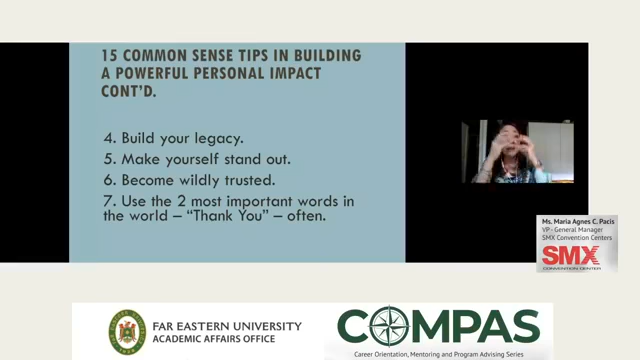 15 COMMON SENSE TIPS IN BUILDING
A POWERFUL PERSONAL IMPACT
CONT'D.
4. Build your legacy.
5. Make yourself stand out.
6. Become wildly trusted.
7. Use the 2 most important words in
the world – “Thank You” – often.
Ms. Maria Agnes C. Pacis
VP - General Manager
SMX Convention Centers
SMX
CONVENTION CENTER
FAR EASTERN UNIVERSITY
ACADEMIC AFFAIRS OFFICE
COMPAS
Career Orientation, Mentoring and Program Advising Series